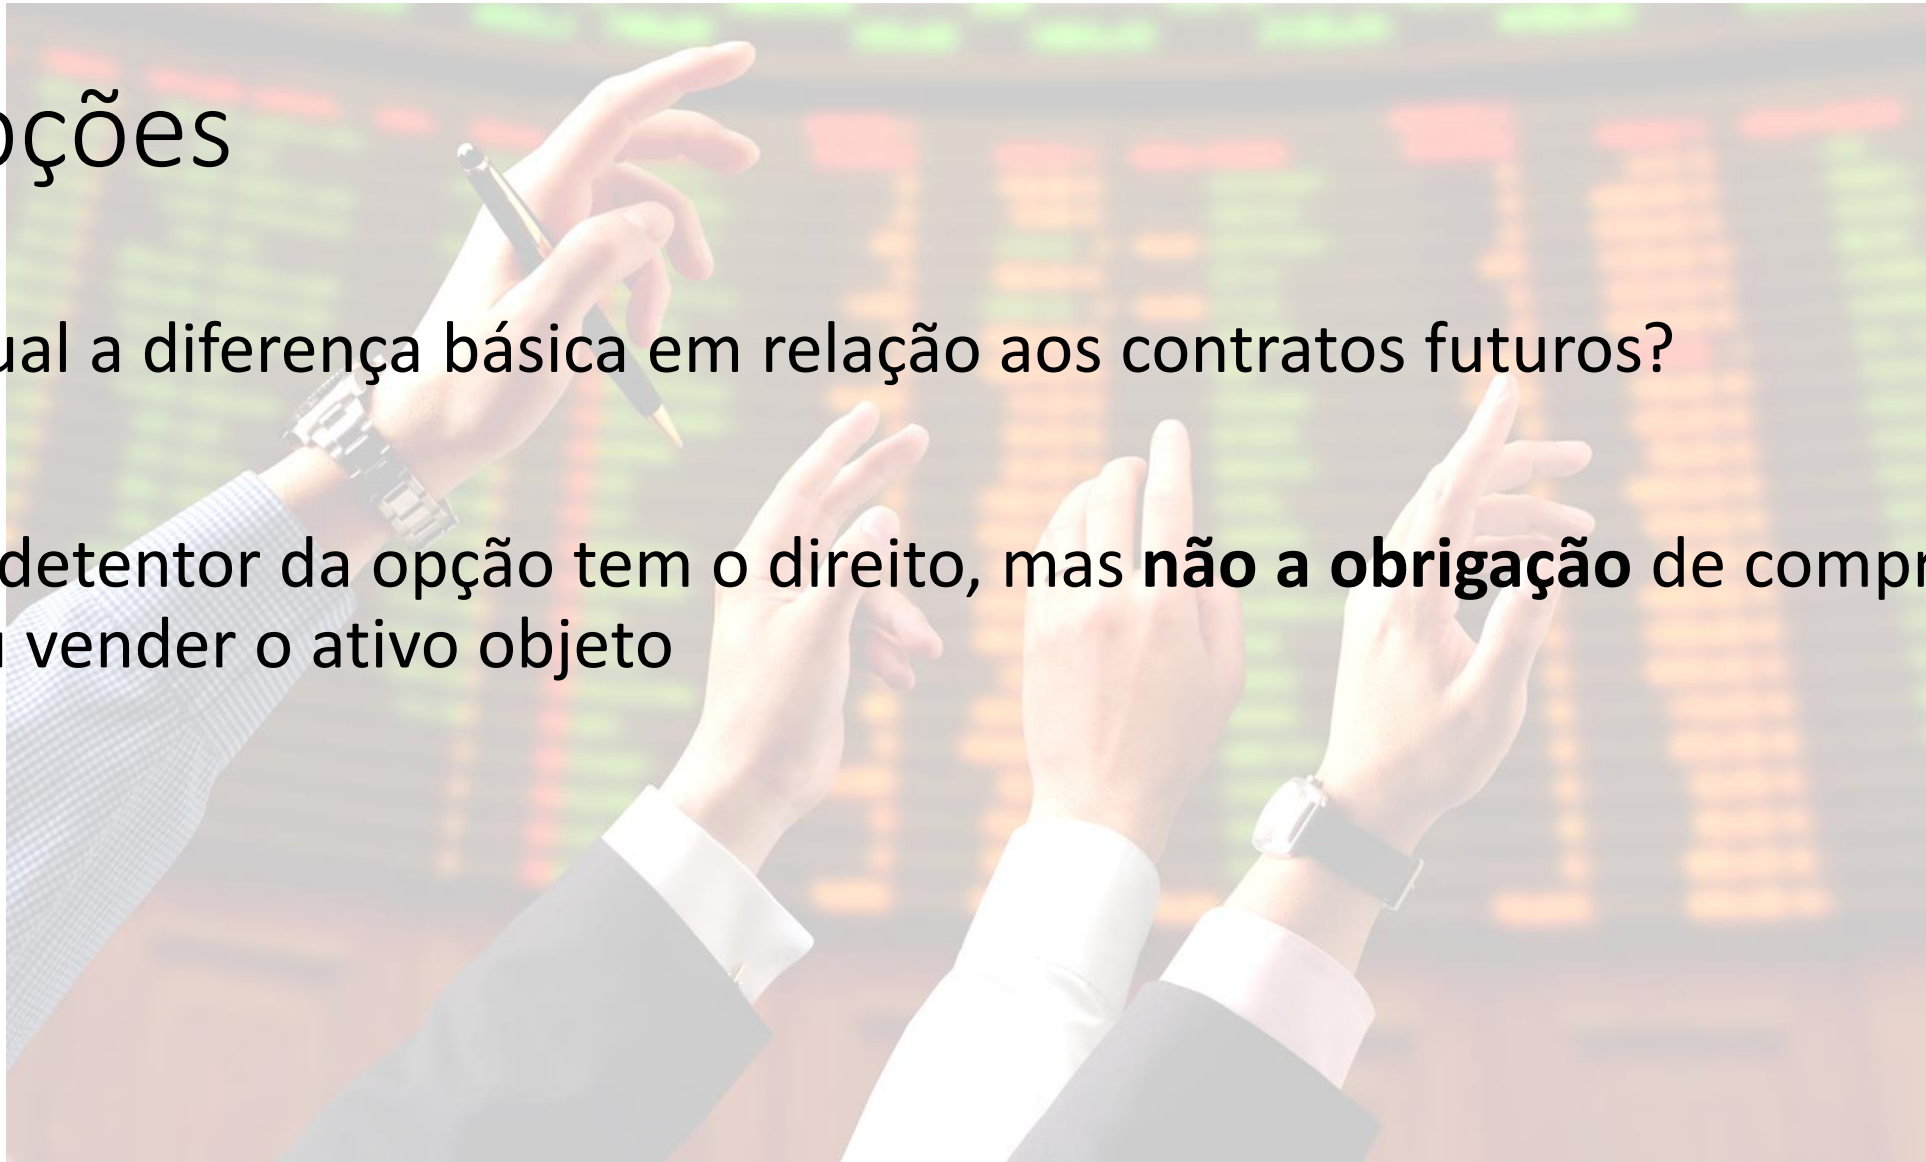 pções
ual a diferença básica em relação aos contratos futuros?
detentor da opção tem o direito, mas não a obrigação de compr
vender o ativo objeto